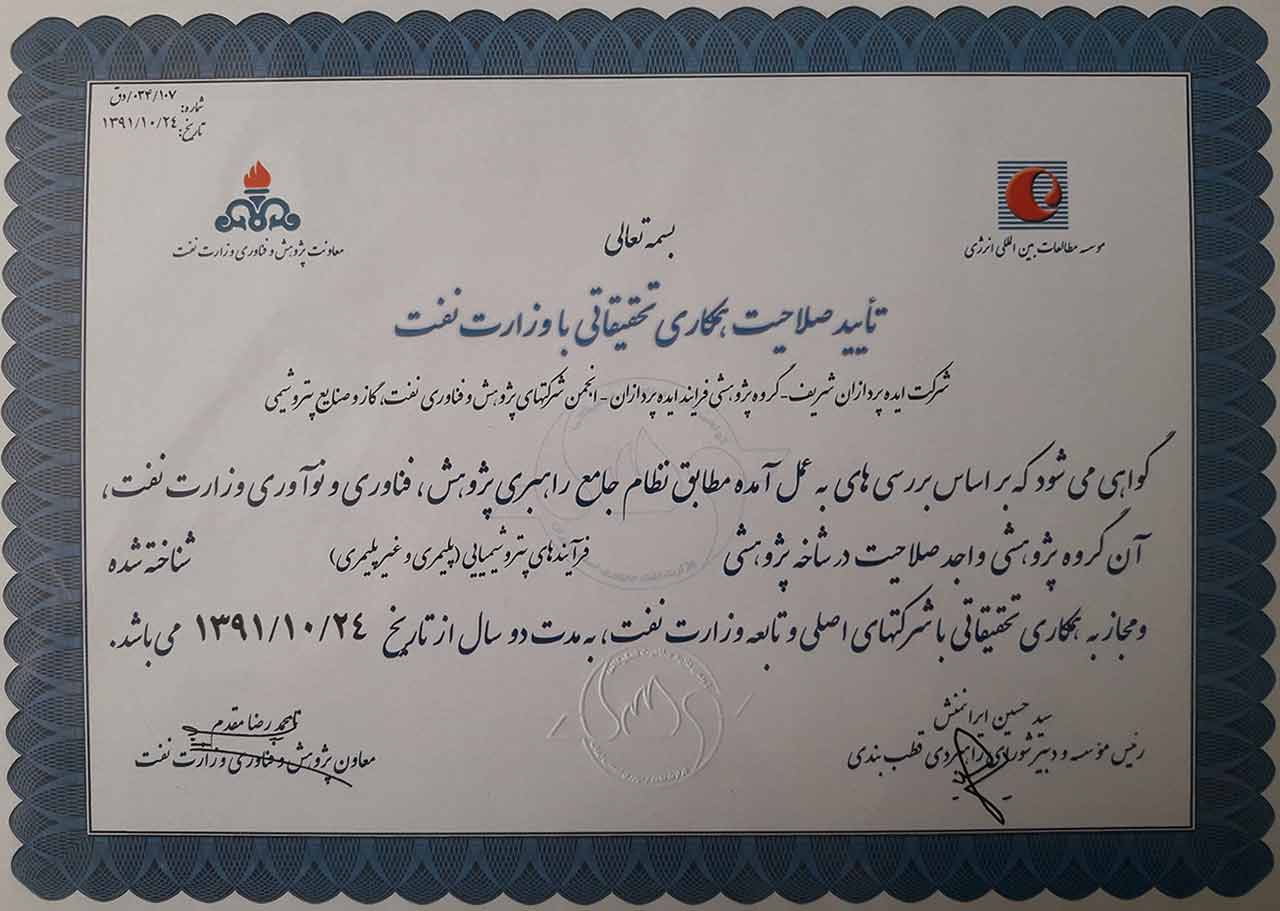 شماره: ۰۳۴/۱۰۷/دق
تاریخ: ۱۳۹۱/۱۰/۲۴
موسسه مطالعات بین المللی انرژی
معاونت پژوهش و فناوری وزارت نفت
بسمه تعالی
تأیید صلاحیت همکاری تحقیقاتی با وزارت نفت
شرکت ایده پردازان شریف - گروه پژوهشی فرایند ایده پردازان - انجمن شرکتهای پژوهش و فناوری نفت، گاز و صنایع پتروشیمی
گواهی می شود که بر اساس بررسی های به عمل آمده مطابق نظام جامع راهبری پژوهش، فناوری و نوآوری وزارت نفت،
آن گروه پژوهشی واجد صلاحیت در شاخه پژوهشی فرآیندهای پتروشیمیایی (پلیمری و غیرپلیمری) شناخته شده
و مجاز به همکاری تحقیقاتی با شرکتهای اصلی و تابعه وزارت نفت، به مدت دو سال از تاریخ ۱۳۹۱/۱۰/۲۴ می باشد.
سید حسین ایرانمنش
رئیس مؤسسه و دبیر شورای راهبردی قطب بندی
محمدرضا مقدم
معاون پژوهش و فناوری وزارت نفت